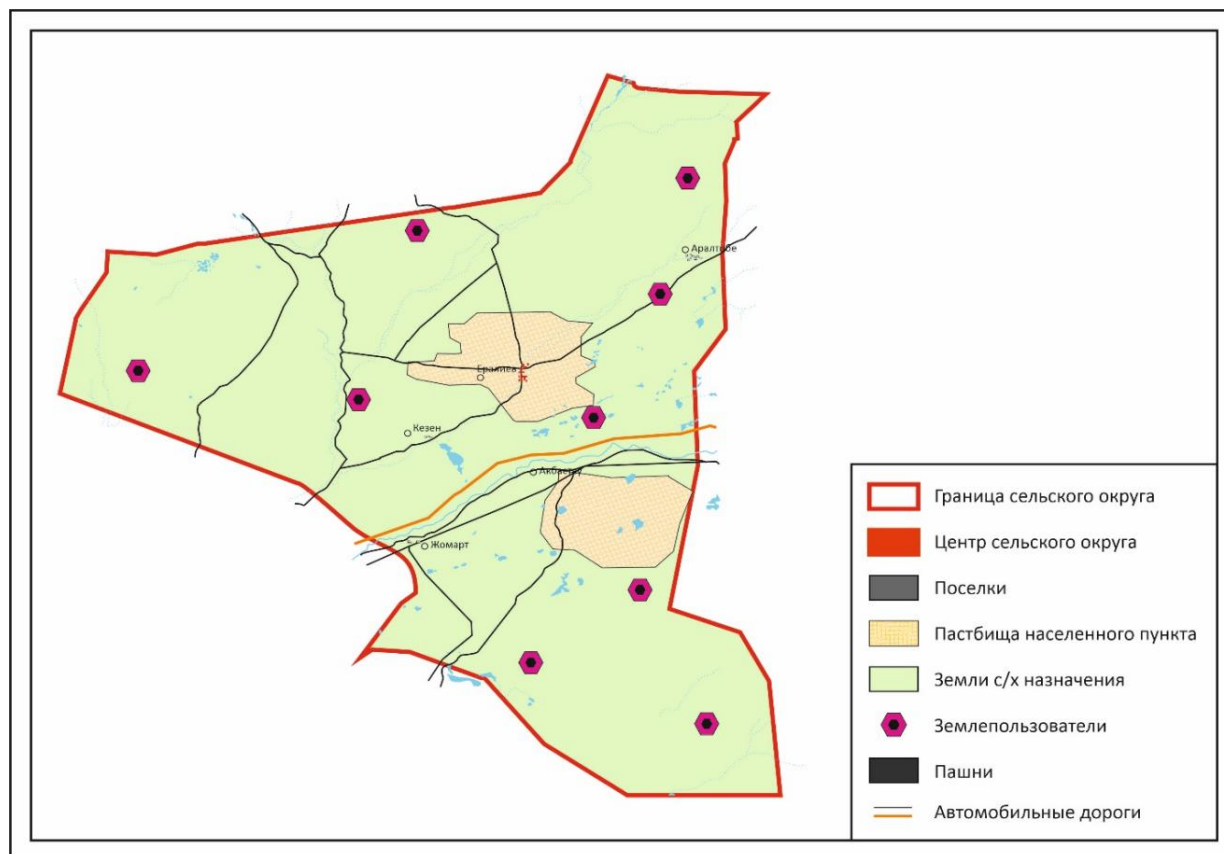 Аралтобе
Ералиев
Кезен
Акбастау
Жомарт
Граница сельского округа
Центр сельского округа
Поселки
Пастбища населенного пункта
Земли с/х назначения
Землепользователи
Пашни
Автомобильные дороги